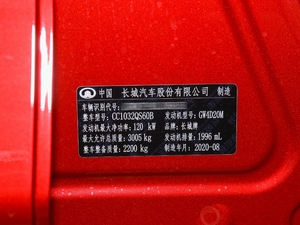 中国 长城汽车股份有限公司 制造
车辆识别代号:
整车型号: CC1032QS60B 发动机型号: GW4D20M
发动机最大净功率: 120 kW 品牌: 长城牌
最大允许总质量: 3005 kg 发动机排量: 1996 mL
整车整备质量: 2200 kg 制造年月: 2020-08